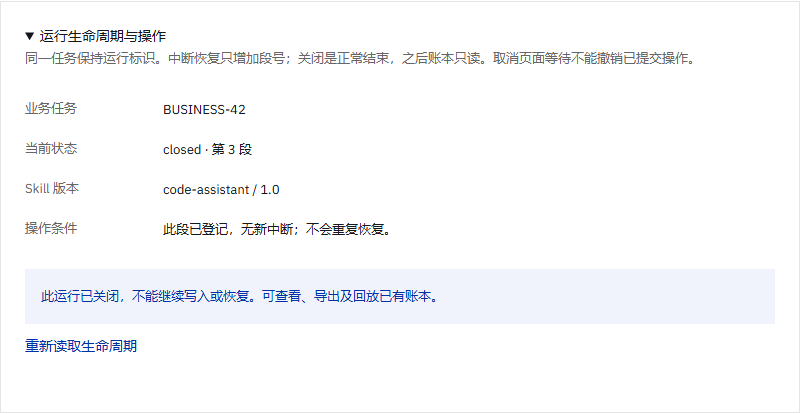 ▼ 运行生命周期与操作
同一任务保持运行标识。中断恢复只增加段号；关闭是正常结束，之后账本只读。取消页面等待不能撤销已提交操作。
业务任务 BUSINESS-42
当前状态 closed · 第 3 段
Skill 版本 code-assistant / 1.0
操作条件 此段已登记，无新中断；不会重复恢复。
此运行已关闭，不能继续写入或恢复。可查看、导出及回放已有账本。
重新读取生命周期